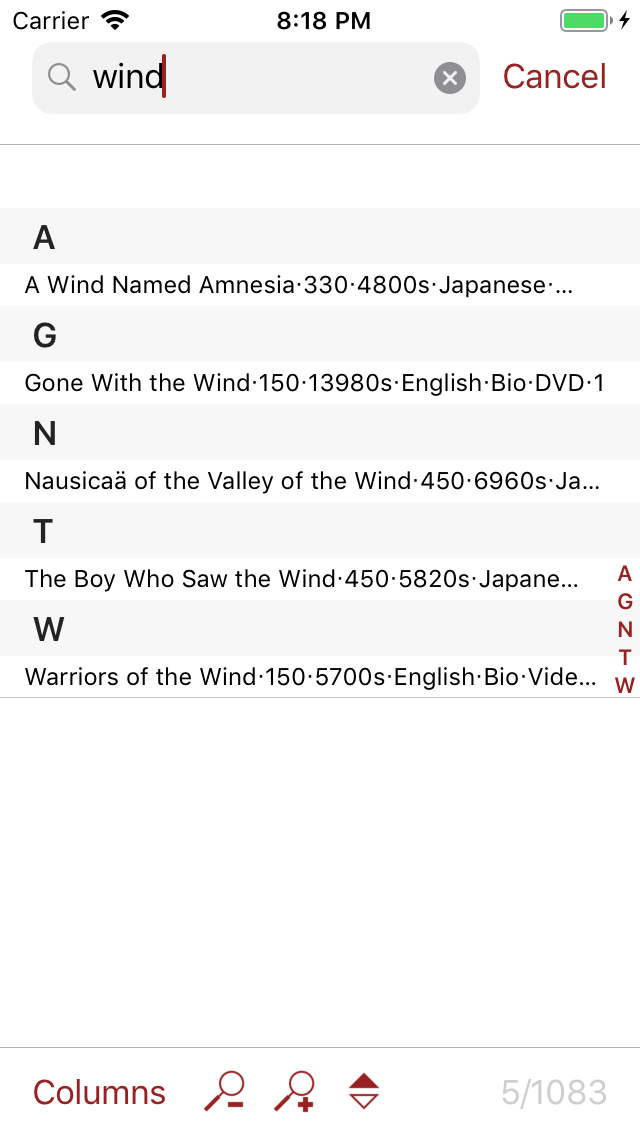 Carrier 8:18 PM
wind Cancel
A
A Wind Named Amnesia·330·4800s·Japanese·...
G
Gone With the Wind·150·13980s·English·Bio·DVD·1
N
Nausicaä of the Valley of the Wind·450·6960s·Ja...
T
The Boy Who Saw the Wind·450·5820s·Japane...
W
Warriors of the Wind·150·5700s·English·Bio·Vide...
A
G
N
T
W
Columns 5/1083